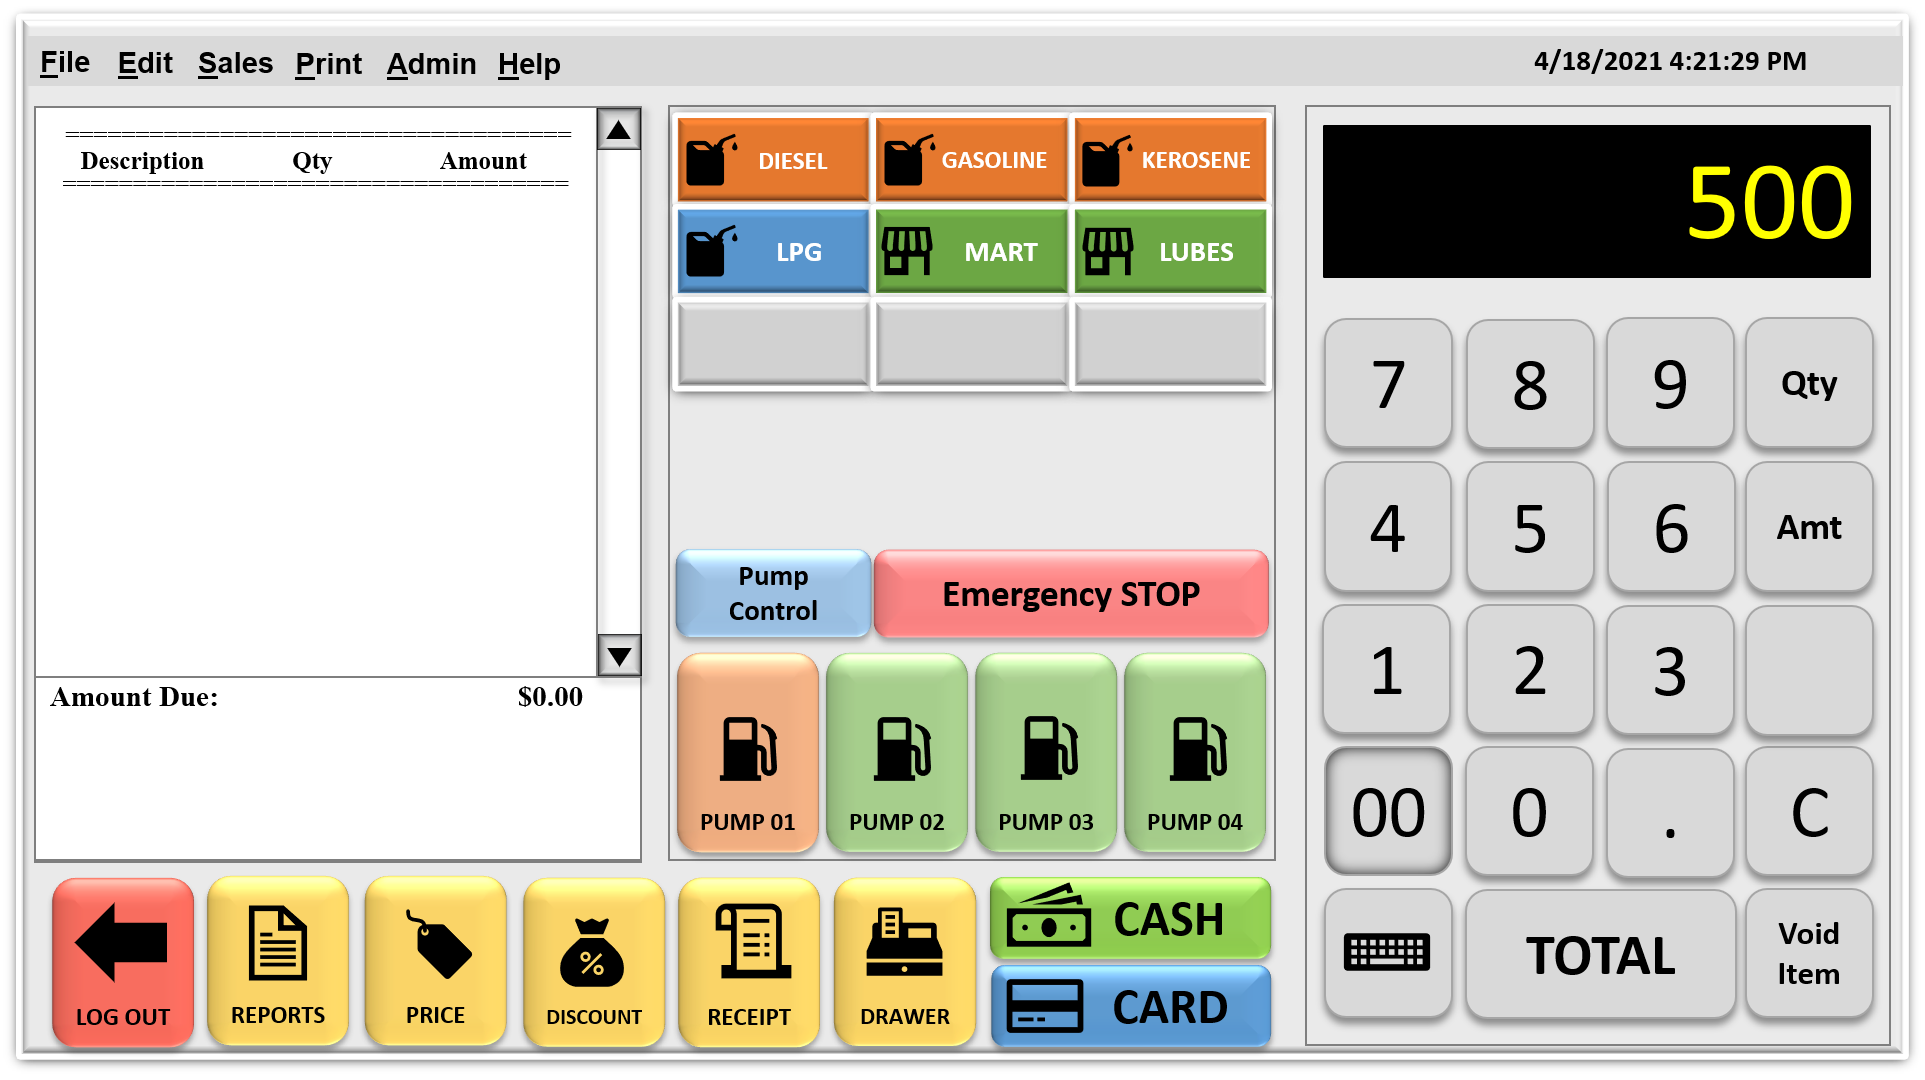 File Edit Sales Print Admin Help
4/18/2021 4:21:29 PM
=====================================
Description Qty Amount
=====================================
Amount Due: $0.00
DIESEL GASOLINE KEROSENE
LPG MART LUBES
Pump
Control
Emergency STOP
PUMP 01 PUMP 02 PUMP 03 PUMP 04
LOG OUT REPORTS PRICE DISCOUNT RECEIPT DRAWER
%
CASH
CARD
500
7 8 9 Qty
4 5 6 Amt
1 2 3
00 0 . C
TOTAL
Void
Item